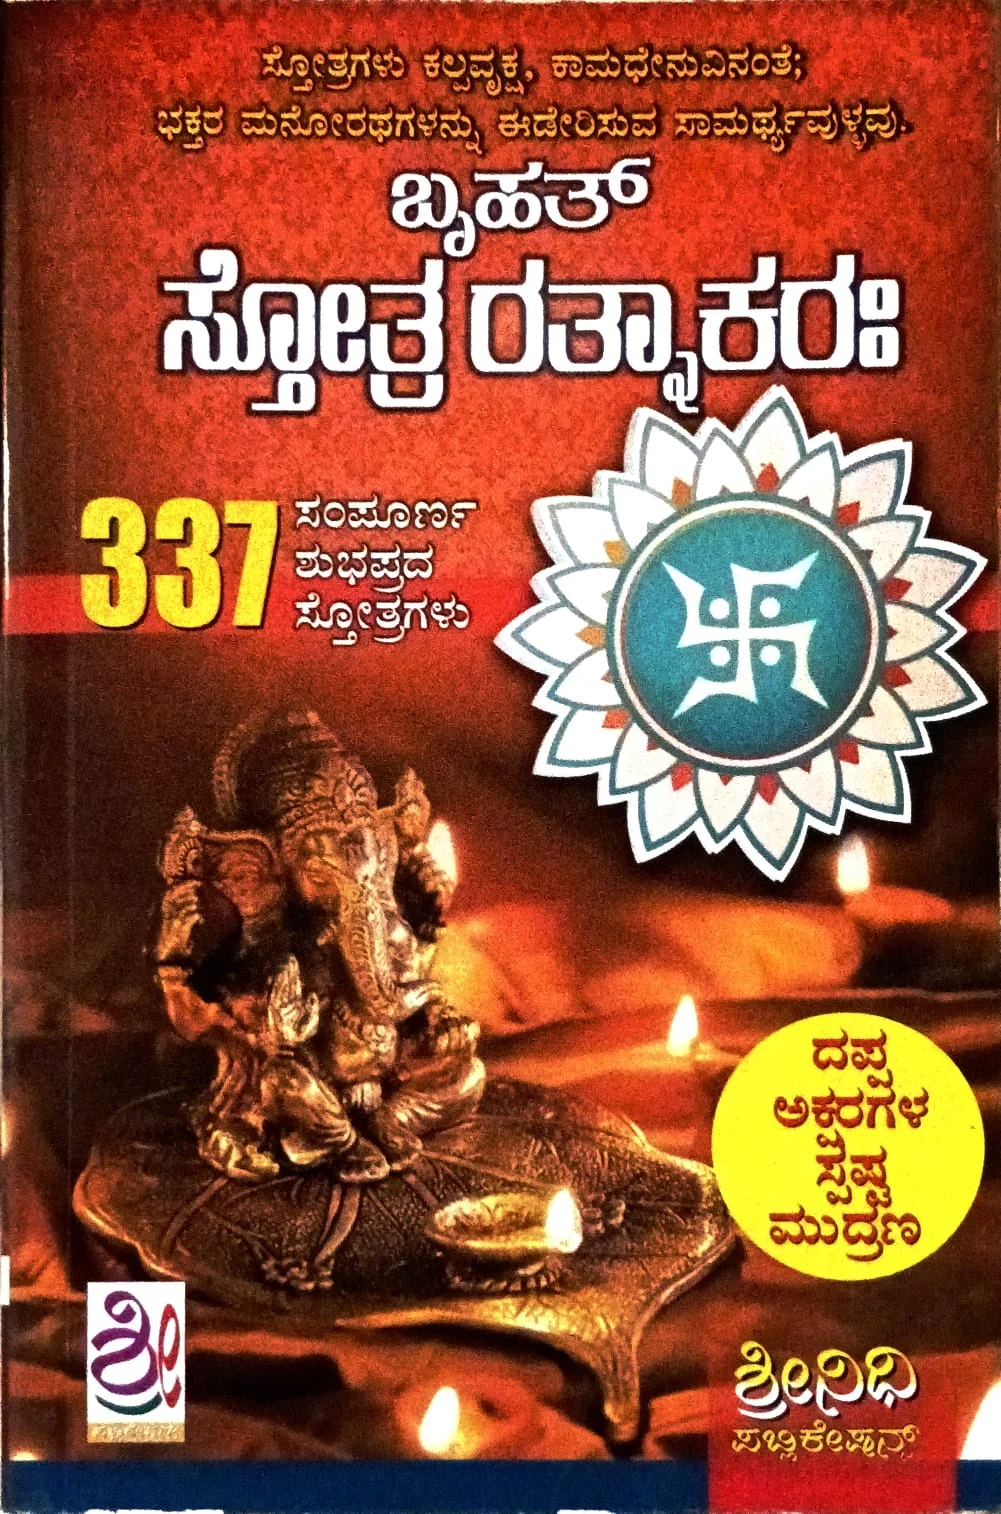 ಸ್ತೋತ್ರಗಳು ಕಲ್ಪವೃಕ್ಷ, ಕಾಮಧೇನುವಿನಂತೆ;
ಭಕ್ತರ ಮನೋರಥಗಳನ್ನು ಈಡೇರಿಸುವ ಸಾಮರ್ಥ್ಯವುಳ್ಳವು.
ಬೃಹತ್
ಸ್ತೋತ್ರ ರತ್ನಾಕರಃ
337 ಸಂಪೂರ್ಣ
ಶುಭಪ್ರದ
ಸ್ತೋತ್ರಗಳು
ದಪ್ಪ
ಅಕ್ಷರಗಳ
ಸ್ಪಷ್ಟ
ಮುದ್ರಣ
ಶ್ರೀ
ಶ್ರೀನಿಧಿ
ಪಬ್ಲಿಕೇಷಾನ್ಸ್